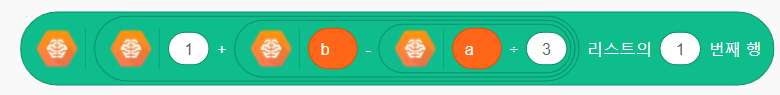 1 + b - a ÷ 3 리스트의 1 번째 행